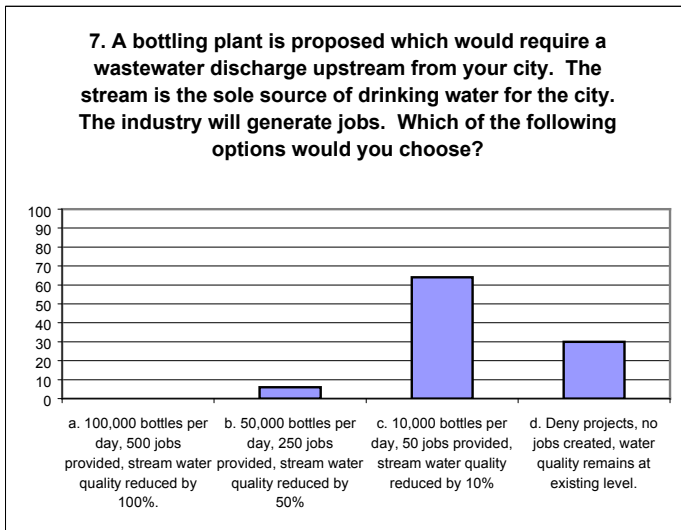 7. A bottling plant is proposed which would require a
wastewater discharge upstream from your city. The
stream is the sole source of drinking water for the city.
The industry will generate jobs. Which of the following
options would you choose?
100
90
80
70
60
50
40
30
20
10
0
a. 100,000 bottles per
day, 500 jobs
provided, stream water
quality reduced by
100%.
b. 50,000 bottles per
day, 250 jobs
provided, stream water
quality reduced by
50%
c. 10,000 bottles per
day, 50 jobs provided,
stream water quality
reduced by 10%
d. Deny projects, no
jobs created, water
quality remains at
existing level.